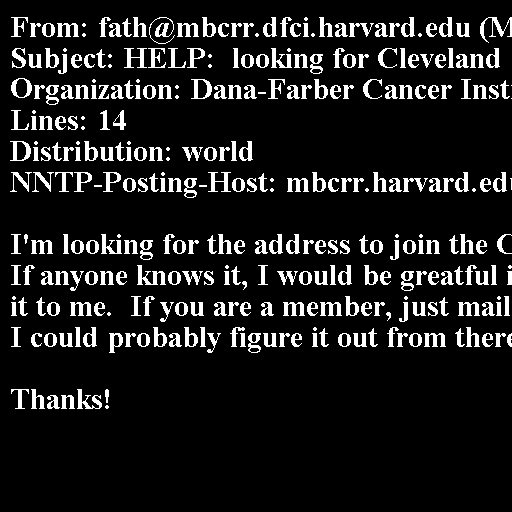 From: fath@mbcrr.dfci.harvard.edu (M
Subject: HELP:  looking for Cleveland
Organization: Dana-Farber Cancer Inst
Lines: 14
Distribution: world
NNTP-Posting-Host: mbcrr.harvard.edu

I'm looking for the address to join the C
If anyone knows it, I would be greatful i
it to me.  If you are a member, just mail
I could probably figure it out from there

Thanks!